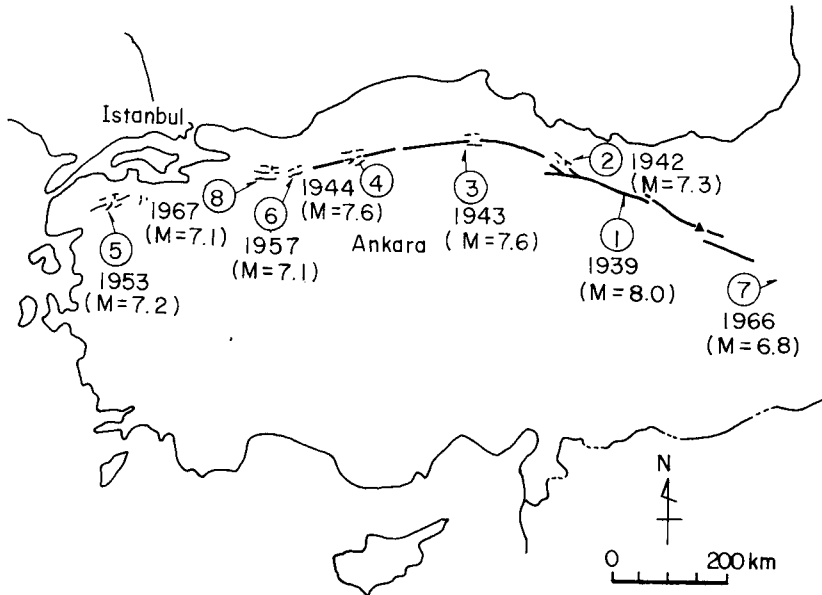 Istanbul
8
1967
(M=7.1)
5
1953
(M=7.2)
6
1957
(M=7.1)
4
1944
(M=7.6)
Ankara
3
1943
(M=7.6)
2
1942
(M=7.3)
1
1939
(M=8.0)
7
1966
(M=6.8)
N
0 200 km